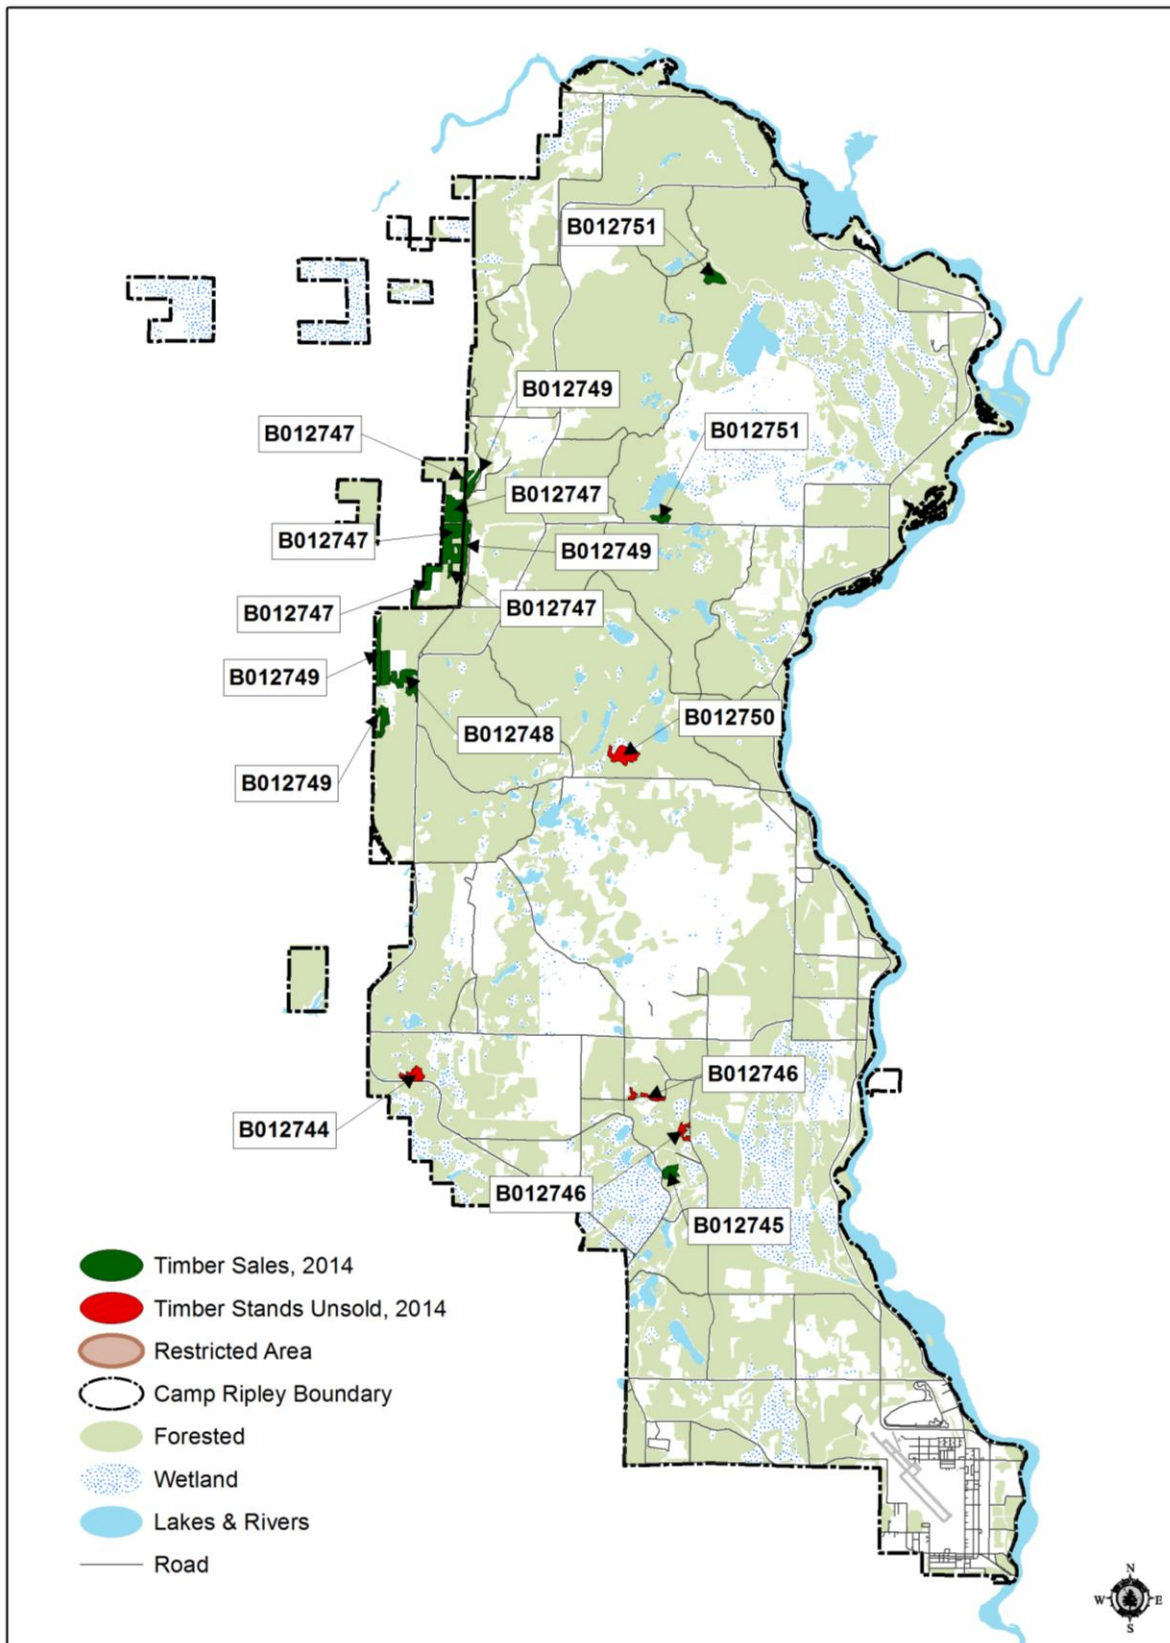 B012751
B012749
B012747
B012751
B012747
B012747
B012749
B012747
B012747
B012749
B012750
B012748
B012749
B012746
B012744
B012746
B012745
Timber Sales, 2014
Timber Stands Unsold, 2014
Restricted Area
Camp Ripley Boundary
Forested
Wetland
Lakes & Rivers
Road
N
W E
S